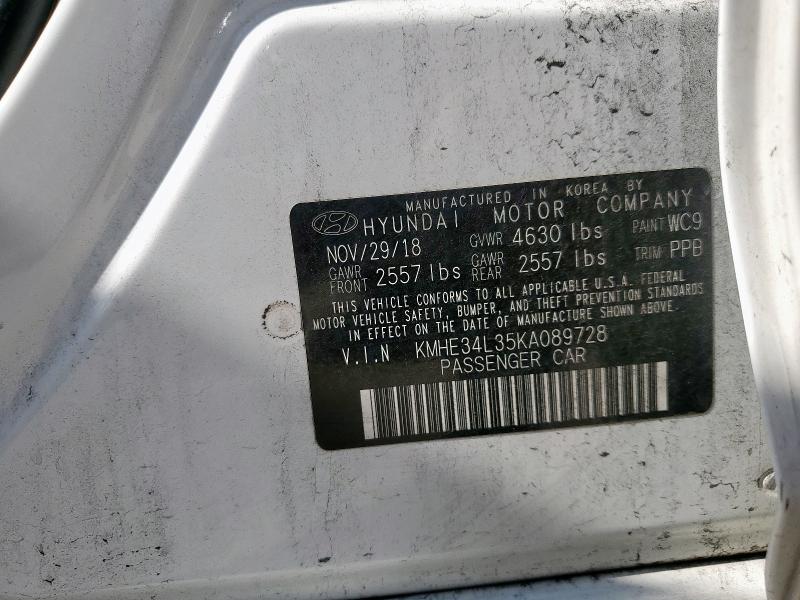 MANUFACTURED IN KOREA BY
HYUNDAI MOTOR COMPANY
NOV/29/18 GVWR 4630 lbs PAINT WC9
GAWR FRONT 2557 lbs GAWR REAR 2557 lbs TRIM PPB
THIS VEHICLE CONFORMS TO ALL APPLICABLE U.S.A. FEDERAL
MOTOR VEHICLE SAFETY, BUMPER, AND THEFT PREVENTION STANDARDS
IN EFFECT ON THE DATE OF MANUFACTURE SHOWN ABOVE.
V.I.N KMHE34L35KA089728
PASSENGER CAR